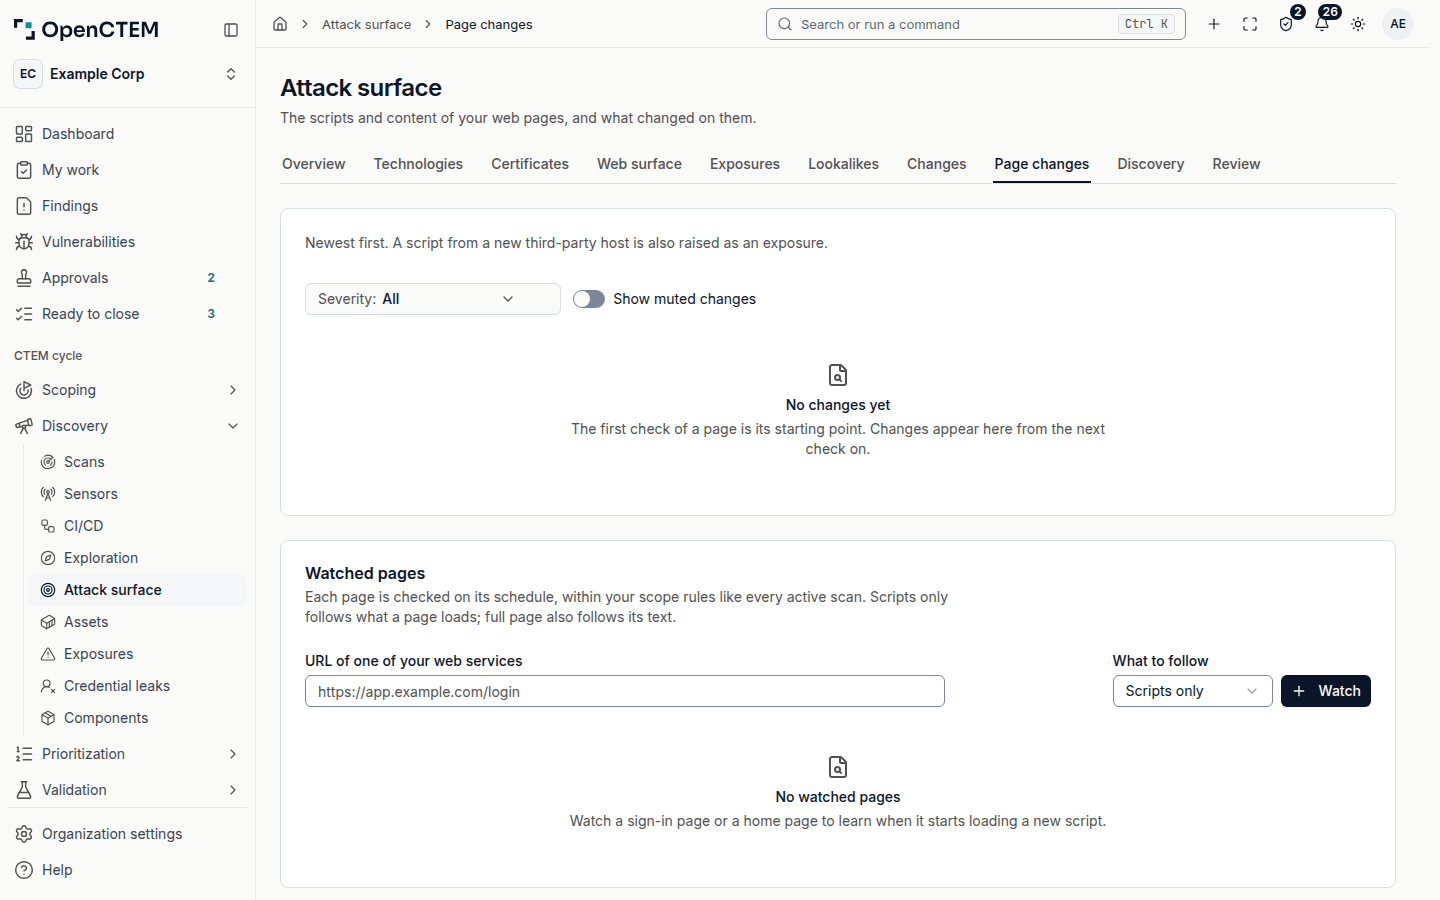 OpenCTEM
EC Example Corp
Dashboard
My work
Findings
Vulnerabilities
Approvals 2
Ready to close 3
CTEM cycle
Scoping
Discovery
Scans
Sensors
CI/CD
Exploration
Attack surface
Assets
Exposures
Credential leaks
Components
Prioritization
Validation
Organization settings
Help
Attack surface Page changes
Search or run a command Ctrl K
2
26
AE
Attack surface
The scripts and content of your web pages, and what changed on them.
Overview Technologies Certificates Web surface Exposures Lookalikes Changes Page changes Discovery Review
Newest first. A script from a new third-party host is also raised as an exposure.
Severity: All Show muted changes
No changes yet
The first check of a page is its starting point. Changes appear here from the next
check on.
Watched pages
Each page is checked on its schedule, within your scope rules like every active scan. Scripts only
follows what a page loads; full page also follows its text.
URL of one of your web services What to follow
https://app.example.com/login Scripts only Watch
No watched pages
Watch a sign-in page or a home page to learn when it starts loading a new script.